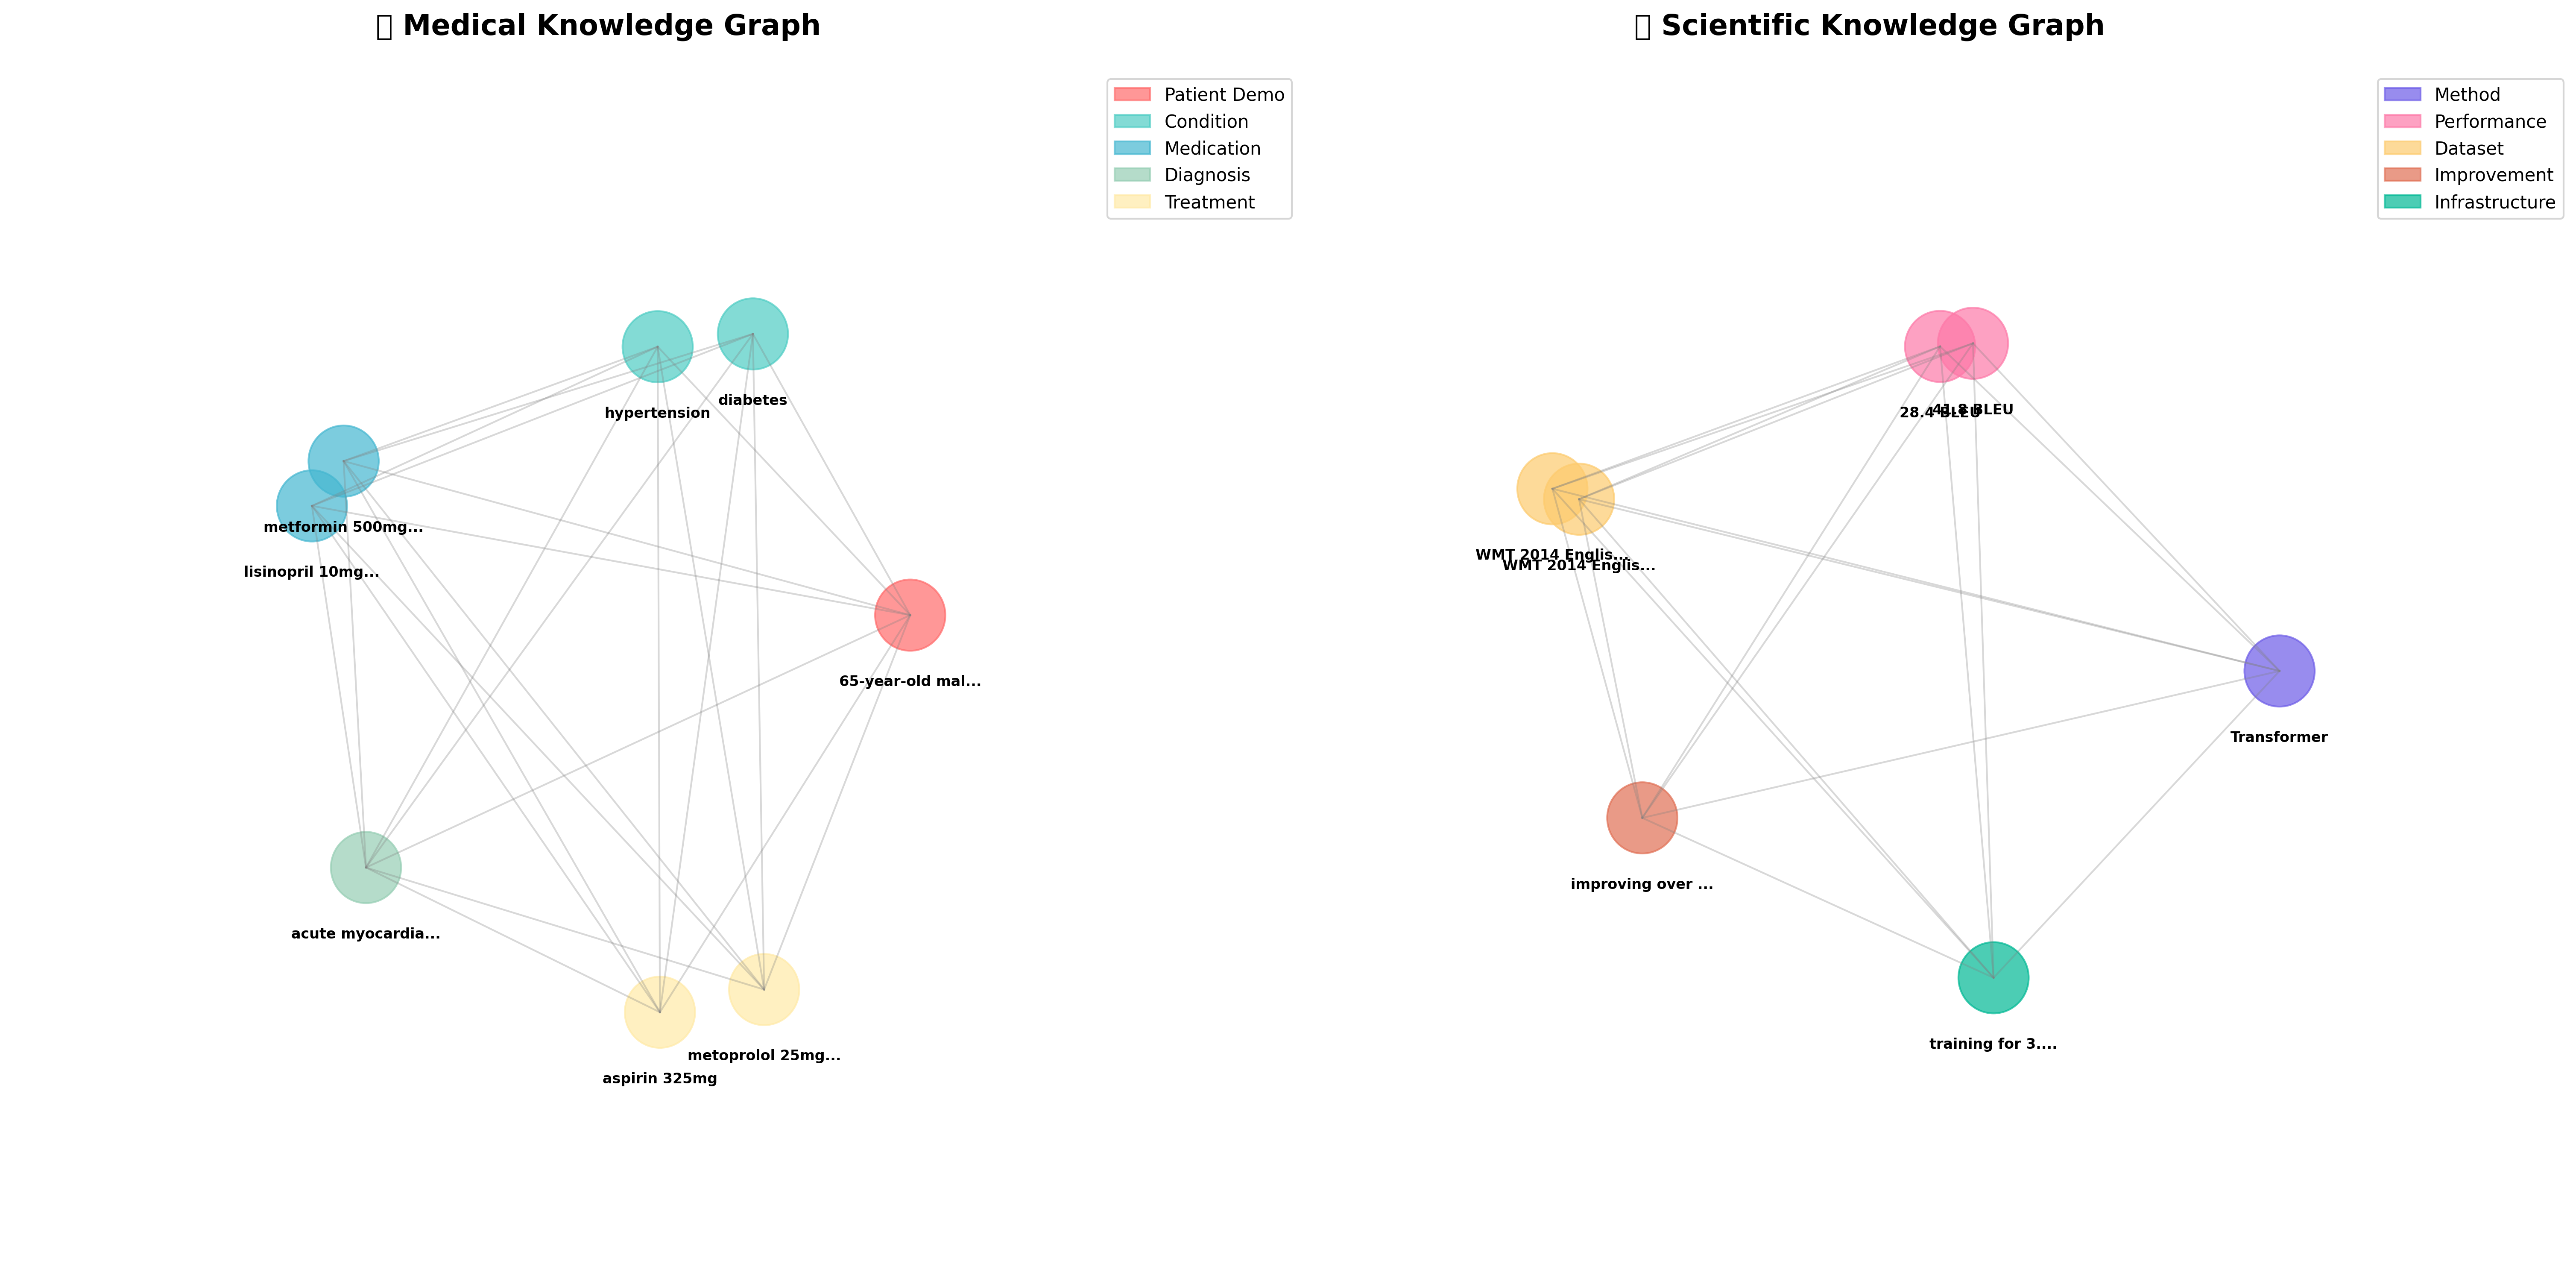 Medical Knowledge Graph
Patient Demo
Condition
Medication
Diagnosis
Treatment
diabetes
hypertension
metformin 500mg...
lisinopril 10mg...
65-year-old mal...
acute myocardia...
metoprolol 25mg...
aspirin 325mg
Scientific Knowledge Graph
Method
Performance
Dataset
Improvement
Infrastructure
28.4 BLEU
41.8 BLEU
WMT 2014 Englis...
WMT 2014 Englis...
Transformer
improving over ...
training for 3....